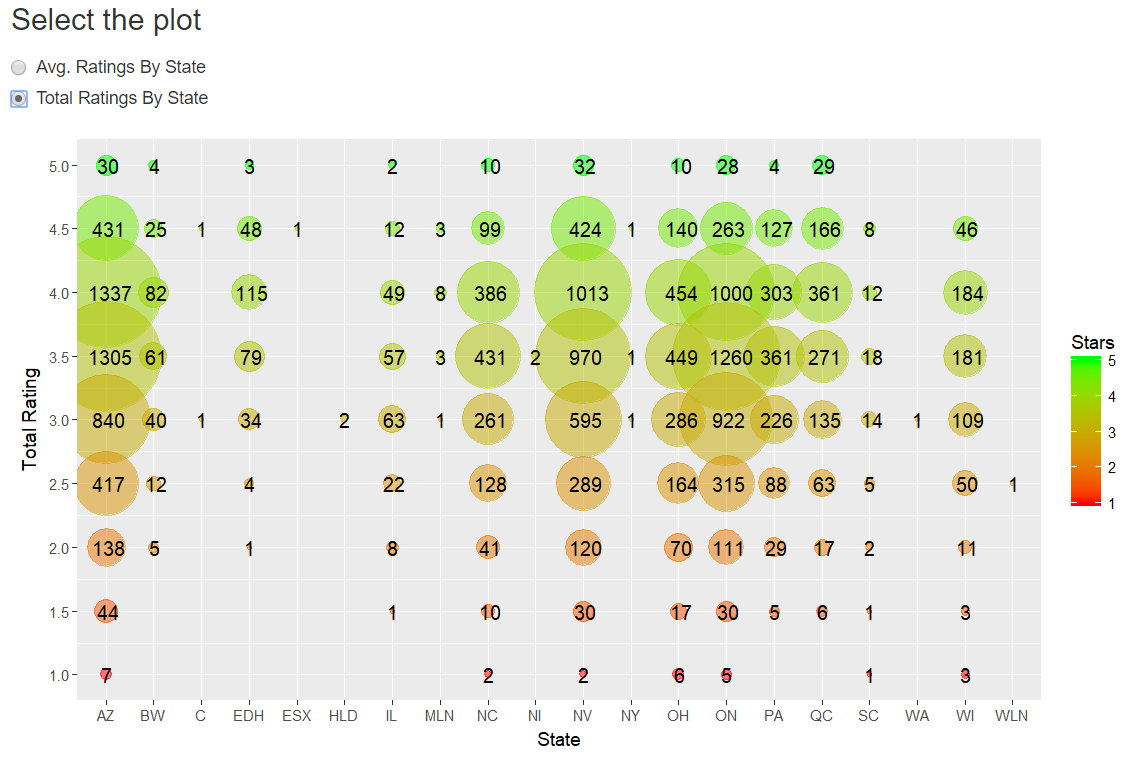 Select the plot
Avg. Ratings By State
Total Ratings By State
5.0 30 4 3 2 10 32 10 28 4 29
4.5 431 25 1 48 1 12 3 99 424 1 140 263 127 166 8 46
4.0 1337 82 115 49 8 386 1013 454 1000 303 361 12 184
3.5 1305 61 79 57 3 431 2 970 1 449 1260 361 271 18 181
3.0 840 40 1 34 2 63 1 261 595 1 286 922 226 135 14 1 109
2.5 417 12 4 22 128 289 164 315 88 63 5 50 1
2.0 138 5 1 8 41 120 70 111 29 17 2 11
1.5 44 1 10 30 17 30 5 6 1 3
1.0 7 2 2 6 5 1 3
AZ BW C EDH ESX HLD IL MLN NC NI NV NY OH ON PA QC SC WA WI WLN
State
Total Rating
Stars
5
4
3
2
1